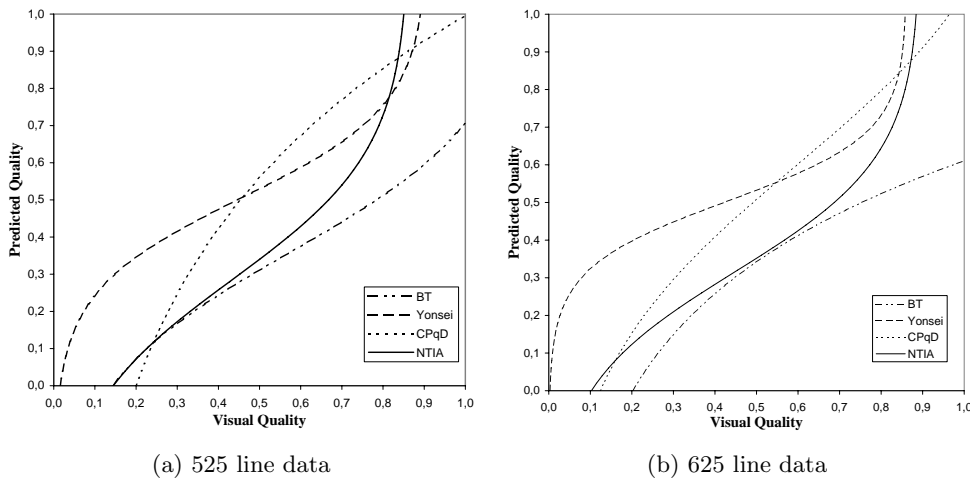 1,0
0,9
0,8
0,7
0,6
0,5
0,4
0,3
0,2
0,1
0,0
Predicted Quality
0,0 0,1 0,2 0,3 0,4 0,5 0,6 0,7 0,8 0,9 1,0
Visual Quality
BT
Yonsei
CPqD
NTIA
(a) 525 line data
1,0
0,9
0,8
0,7
0,6
0,5
0,4
0,3
0,2
0,1
0,0
Predicted Quality
0,0 0,1 0,2 0,3 0,4 0,5 0,6 0,7 0,8 0,9 1,0
Visual Quality
BT
Yonsei
CPqD
NTIA
(b) 625 line data